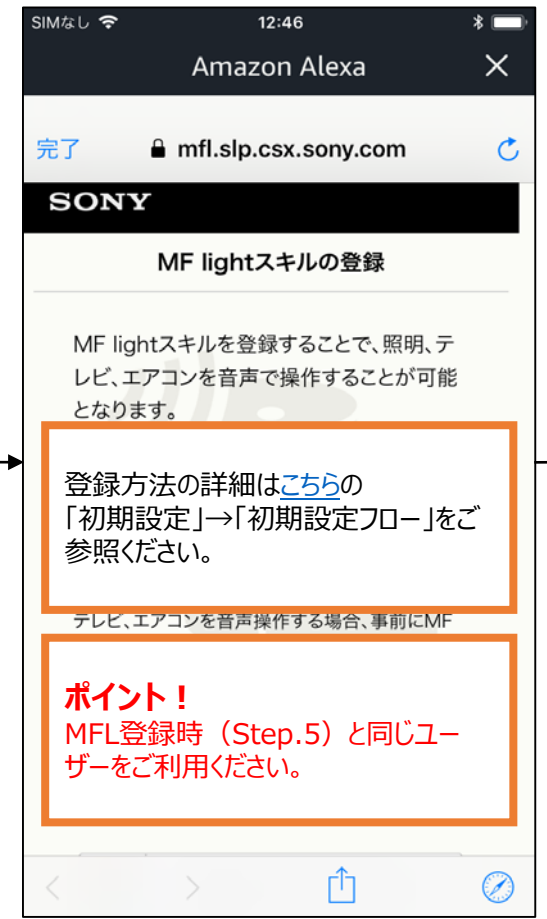 SIMなし 12:46
Amazon Alexa
完了 mfl.slp.csx.sony.com
SONY
MF lightスキルの登録
MF lightスキルを登録することで、照明、テ
レビ、エアコンを音声で操作することが可能
となります。
登録方法の詳細はこちらの
「初期設定」→「初期設定フロー」をご
参照ください。
テレビ、エアコンを音声操作する場合、事前にMF
ポイント！
MFL登録時（Step.5）と同じユー
ザーをご利用ください。